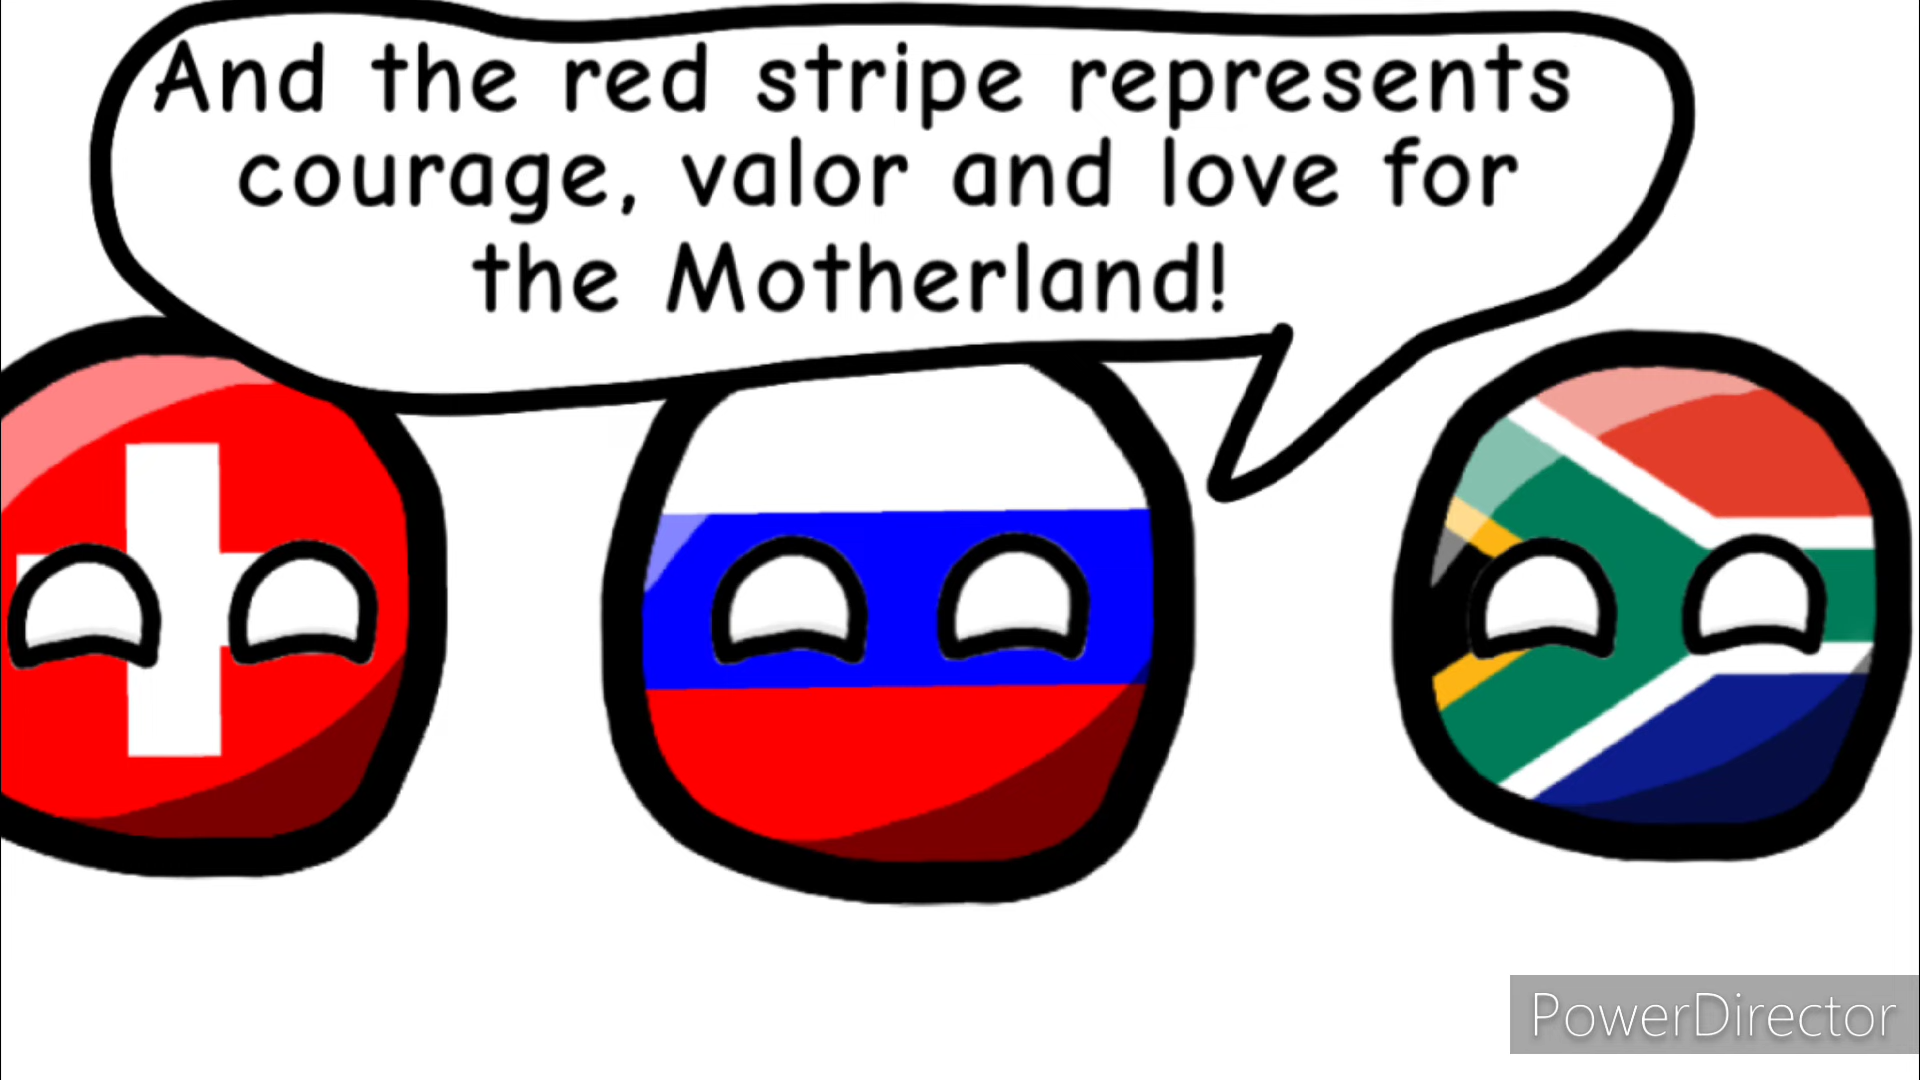 And the red stripe represents
courage, valor and love for
the Motherland!
PowerDirector